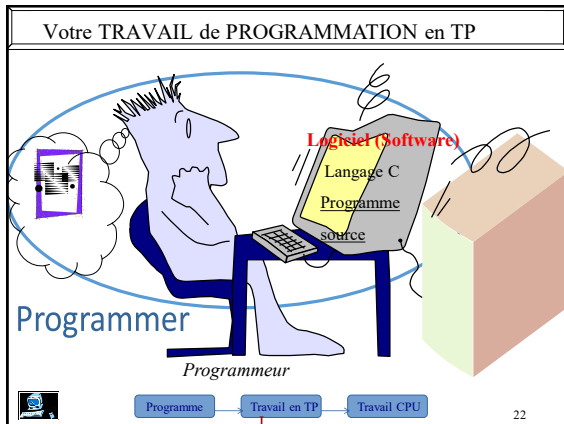 Votre TRAVAIL de PROGRAMMATION en TP
Logiciel (Software)
Langage C
Programme
source
Programmer
Programmeur
Programme
Travail en TP
Travail CPU
22